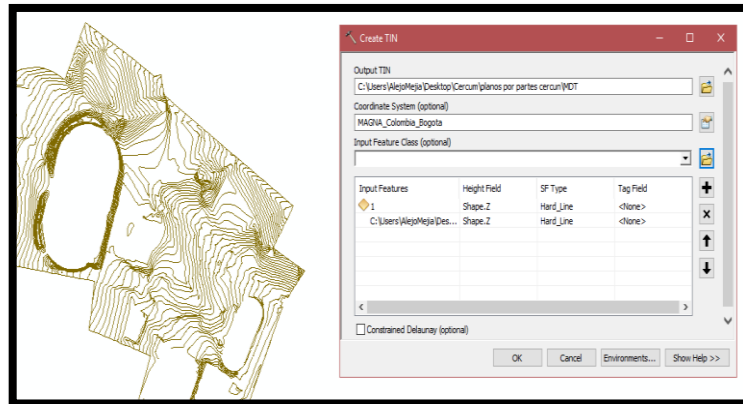 Create TIN
Output TIN
C:\Users\AlejoMejia\Desktop\Cercum\planos por partes cercun\MDT
Coordinate System (optional)
MAGNA_Colombia_Bogota
Input Feature Class (optional)
Input Features Height Field SF Type Tag Field
1 Shape.Z Hard_Line <None>
C:\Users\AlejoMejia\Des... Shape.Z Hard_Line <None>
Constrained Delaunay (optional)
OK Cancel Environments... Show Help >>